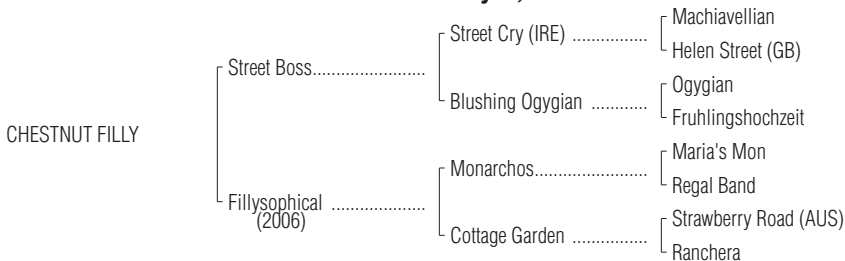 Machiavellian
Street Cry (IRE) ................
Helen Street (GB)
Street Boss........................
Ogygian
Blushing Ogygian ............
Fruhlingshochzeit
CHESTNUT FILLY
Maria's Mon
Monarchos........................
Regal Band
Fillysophical ....................
(2006)
Strawberry Road (AUS)
Cottage Garden ................
Ranchera